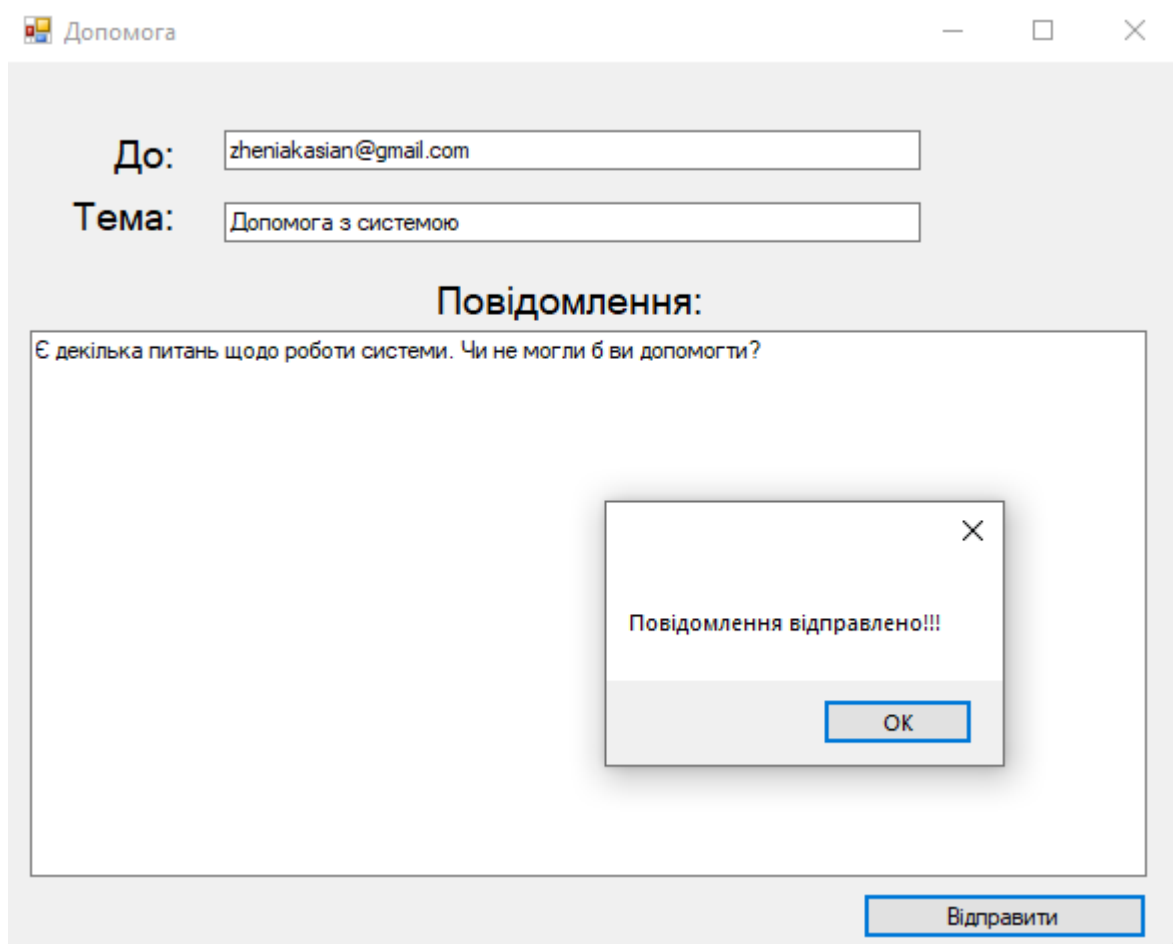 Допомога
До: zheniakasian@gmail.com
Тема: Допомога з системою
Повідомлення:
Є декілька питань щодо роботи системи. Чи не могли б ви допомогти?
Повідомлення відправлено!!!
ОК
Відправити